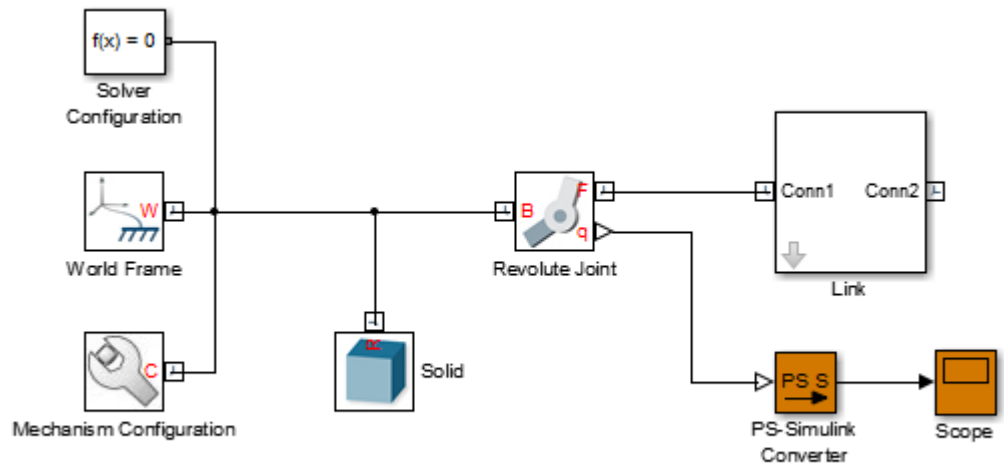 f(x) = 0
Solver
Configuration
W
World Frame
C
Mechanism Configuration
R
Solid
B
F
q
Revolute Joint
Conn1
Conn2
Link
PS S
PS-Simulink
Converter
Scope